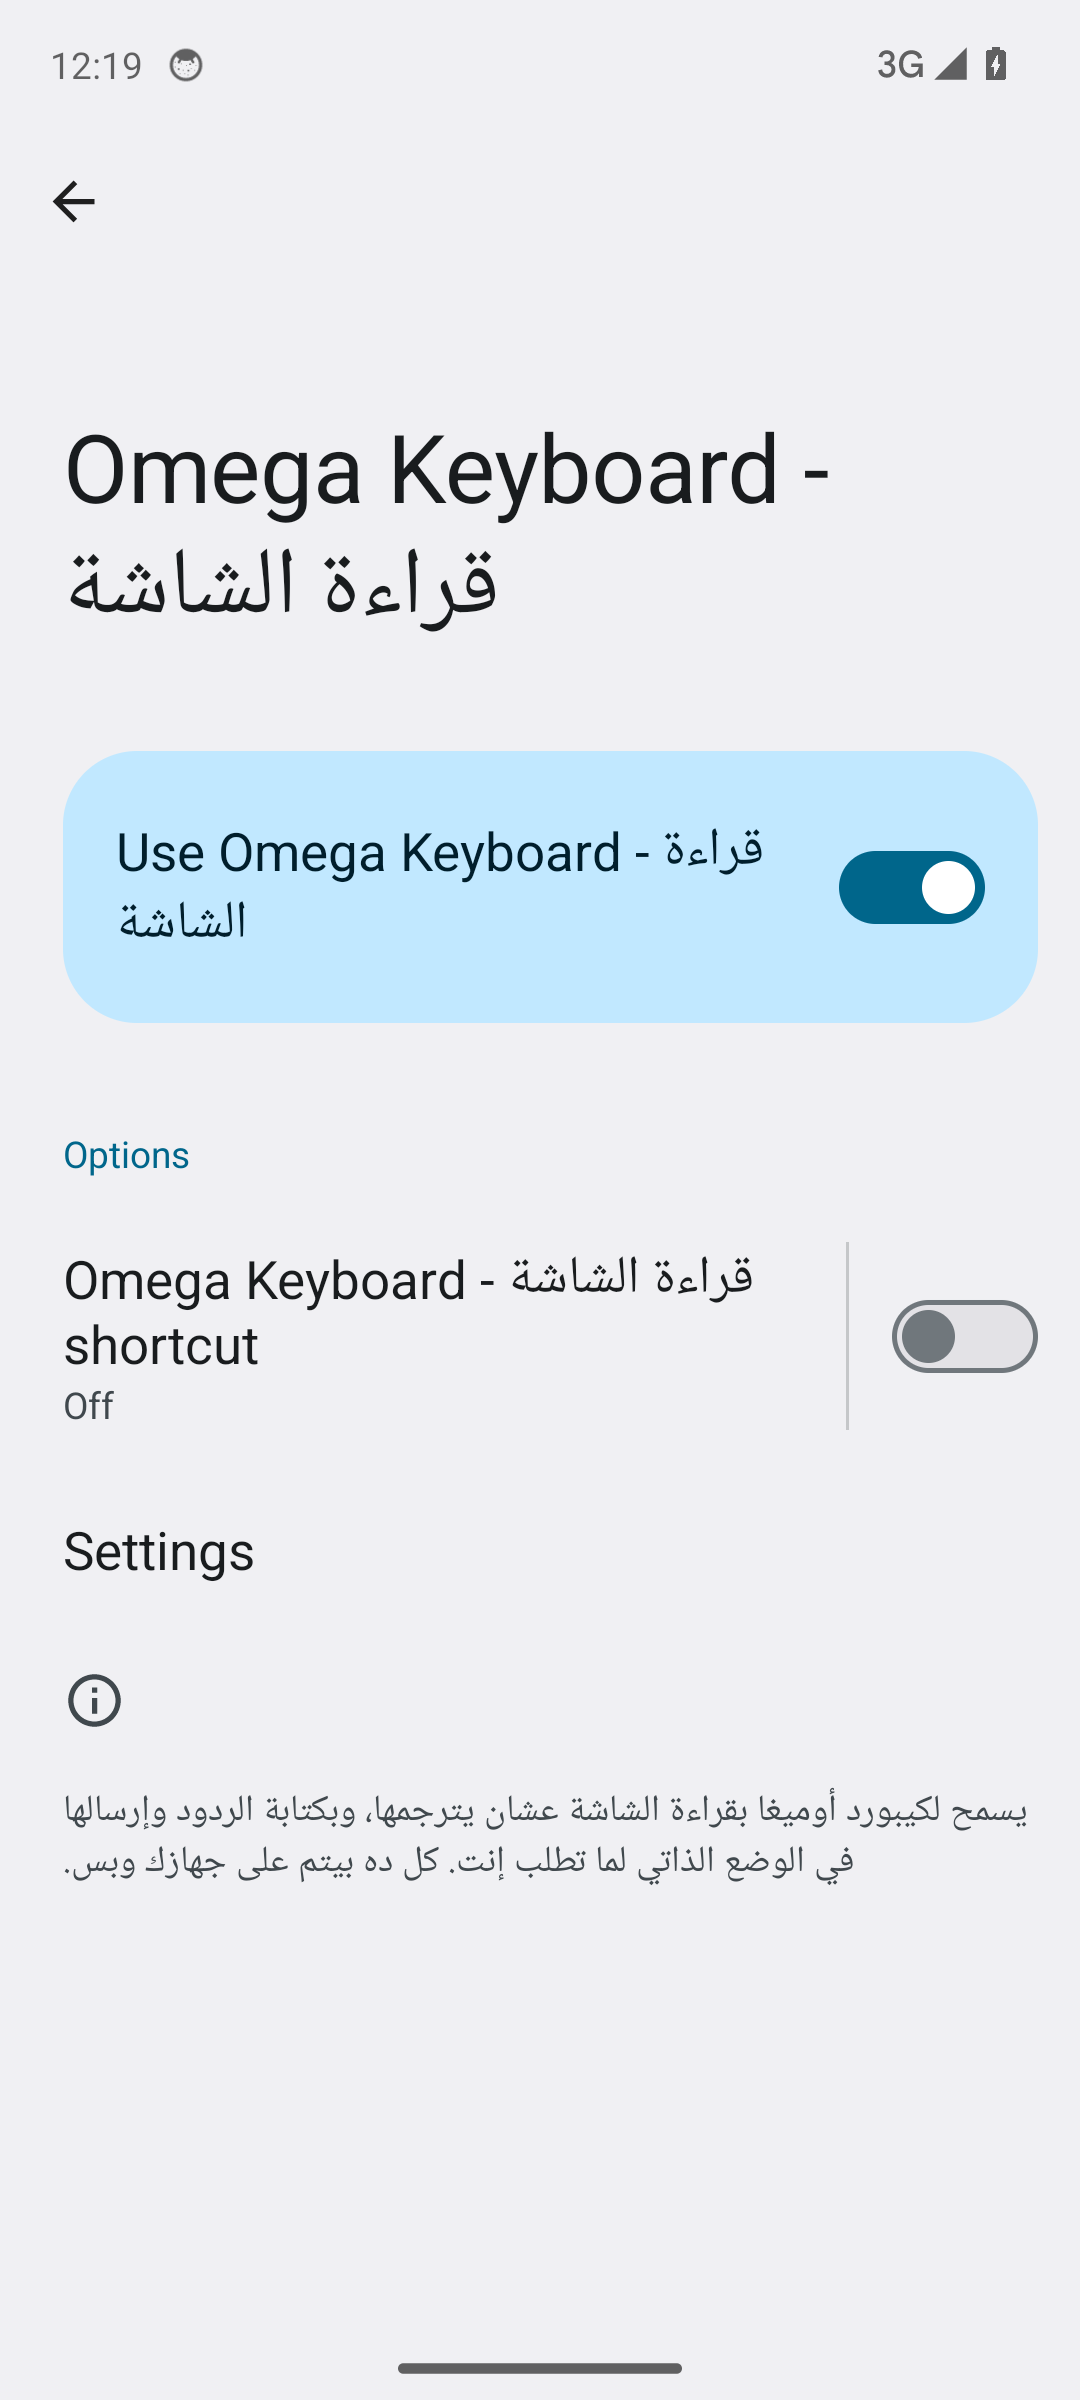 12:19
3G
Omega Keyboard -
قراءة الشاشة
Use Omega Keyboard - قراءة
الشاشة
Options
Omega Keyboard - قراءة الشاشة
shortcut
Off
Settings
يسمح لكيبورد أوميغا بقراءة الشاشة عشان يترجمها، وبكتابة الردود وإرسالها
في الوضع الذاتي لما تطلب إنت. كل ده بيتم على جهازك وبس.